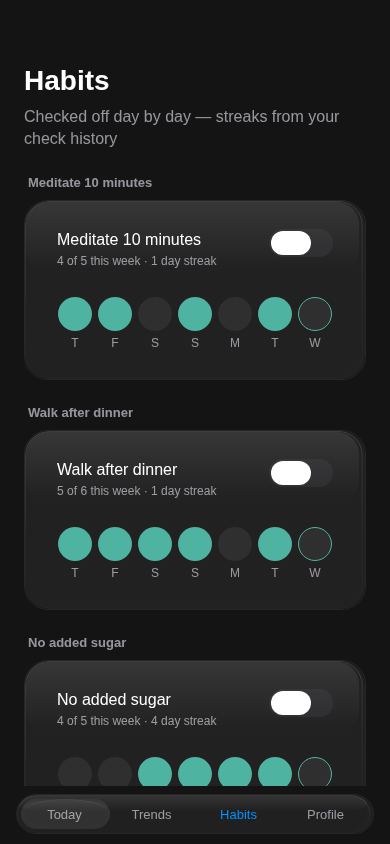 Habits
Checked off day by day — streaks from your
check history
Meditate 10 minutes
Meditate 10 minutes
4 of 5 this week · 1 day streak
T F S S M T W
Walk after dinner
Walk after dinner
5 of 6 this week · 1 day streak
T F S S M T W
No added sugar
No added sugar
4 of 5 this week · 4 day streak
Today Trends Habits Profile